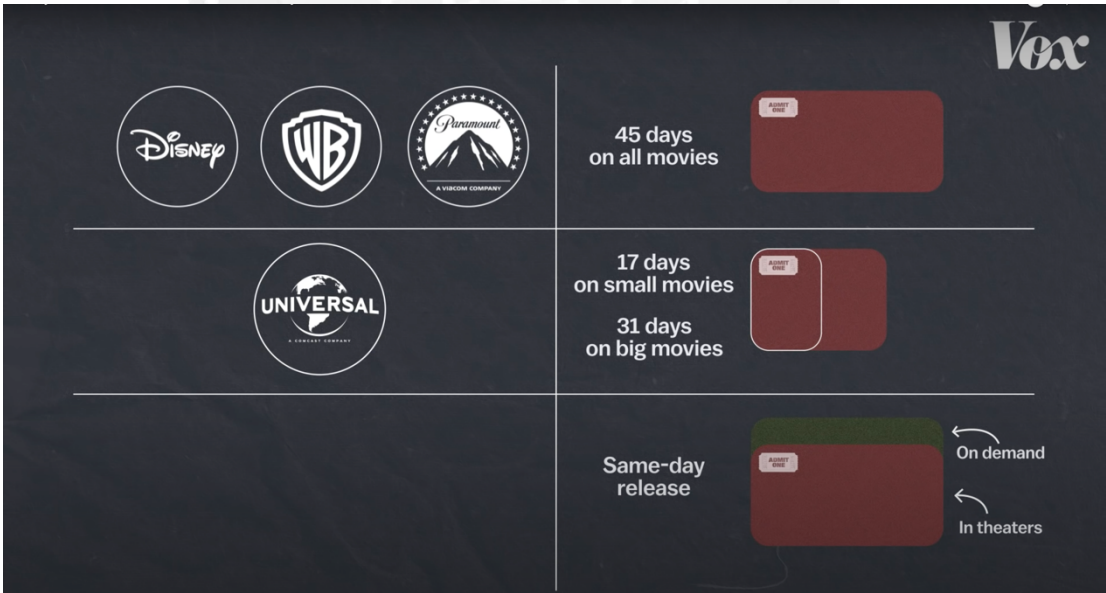 Vox
Disney
WB
Paramount
A VIACOM COMPANY
45 days
on all movies
ADMIT
ONE
UNIVERSAL
A COMCAST COMPANY
17 days
on small movies
31 days
on big movies
ADMIT
ONE
Same-day
release
ADMIT
ONE
On demand
In theaters